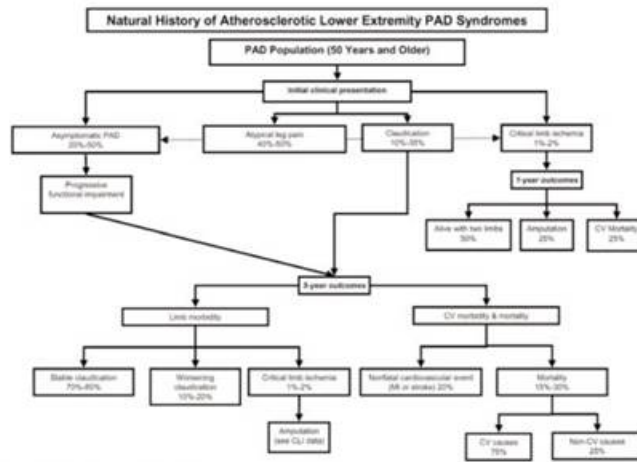 Natural History of Atherosclerotic Lower Extremity PAD Syndromes
PAD Population (50 Years and Older)
Initial clinical presentation
Asymptomatic PAD
20%-50%
Atypical leg pain
40%-50%
Claudication
10%-35%
Critical limb ischemia
1%-2%
Progressive
functional impairment
1-year outcomes
Alive with two limbs
50%
Amputation
25%
CV Mortality
25%
5-year outcomes
Limb morbidity
CV morbidity & mortality
Stable claudication
70%-80%
Worsening
claudication
10%-20%
Critical limb ischemia
1%-2%
Nonfatal cardiovascular event
(MI or stroke) 20%
Mortality
15%-30%
Amputation
(see CLI data)
CV causes
75%
Non-CV causes
25%